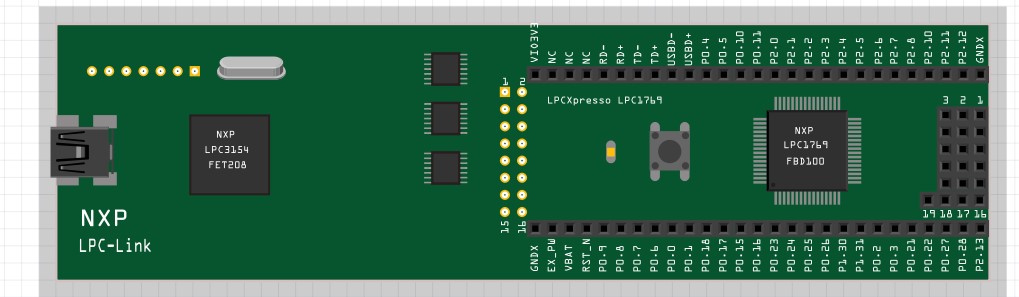 VIO3V3
NC
NC
NC
RD-
RD+
TD-
TD+
USBD-
USBD+
P0.4
P0.5
P0.10
P0.11
P2.0
P2.1
P2.2
P2.3
P2.4
P2.5
P2.6
P2.7
P2.8
P2.10
P2.11
P2.12
GNDX
1 2
LPCXpresso LPC1769
3 2 1
NXP
LPC3154
FET208
NXP
LPC1769
FBD100
NXP
LPC-Link
15 16
19 18 17 16
GNDX
EX_PW
VBAT
RST_N
P0.9
P0.8
P0.7
P0.6
P0.0
P0.1
P0.18
P0.17
P0.15
P0.16
P0.23
P0.24
P0.25
P0.26
P1.30
P1.31
P0.2
P0.3
P0.21
P0.22
P0.27
P0.28
P2.13